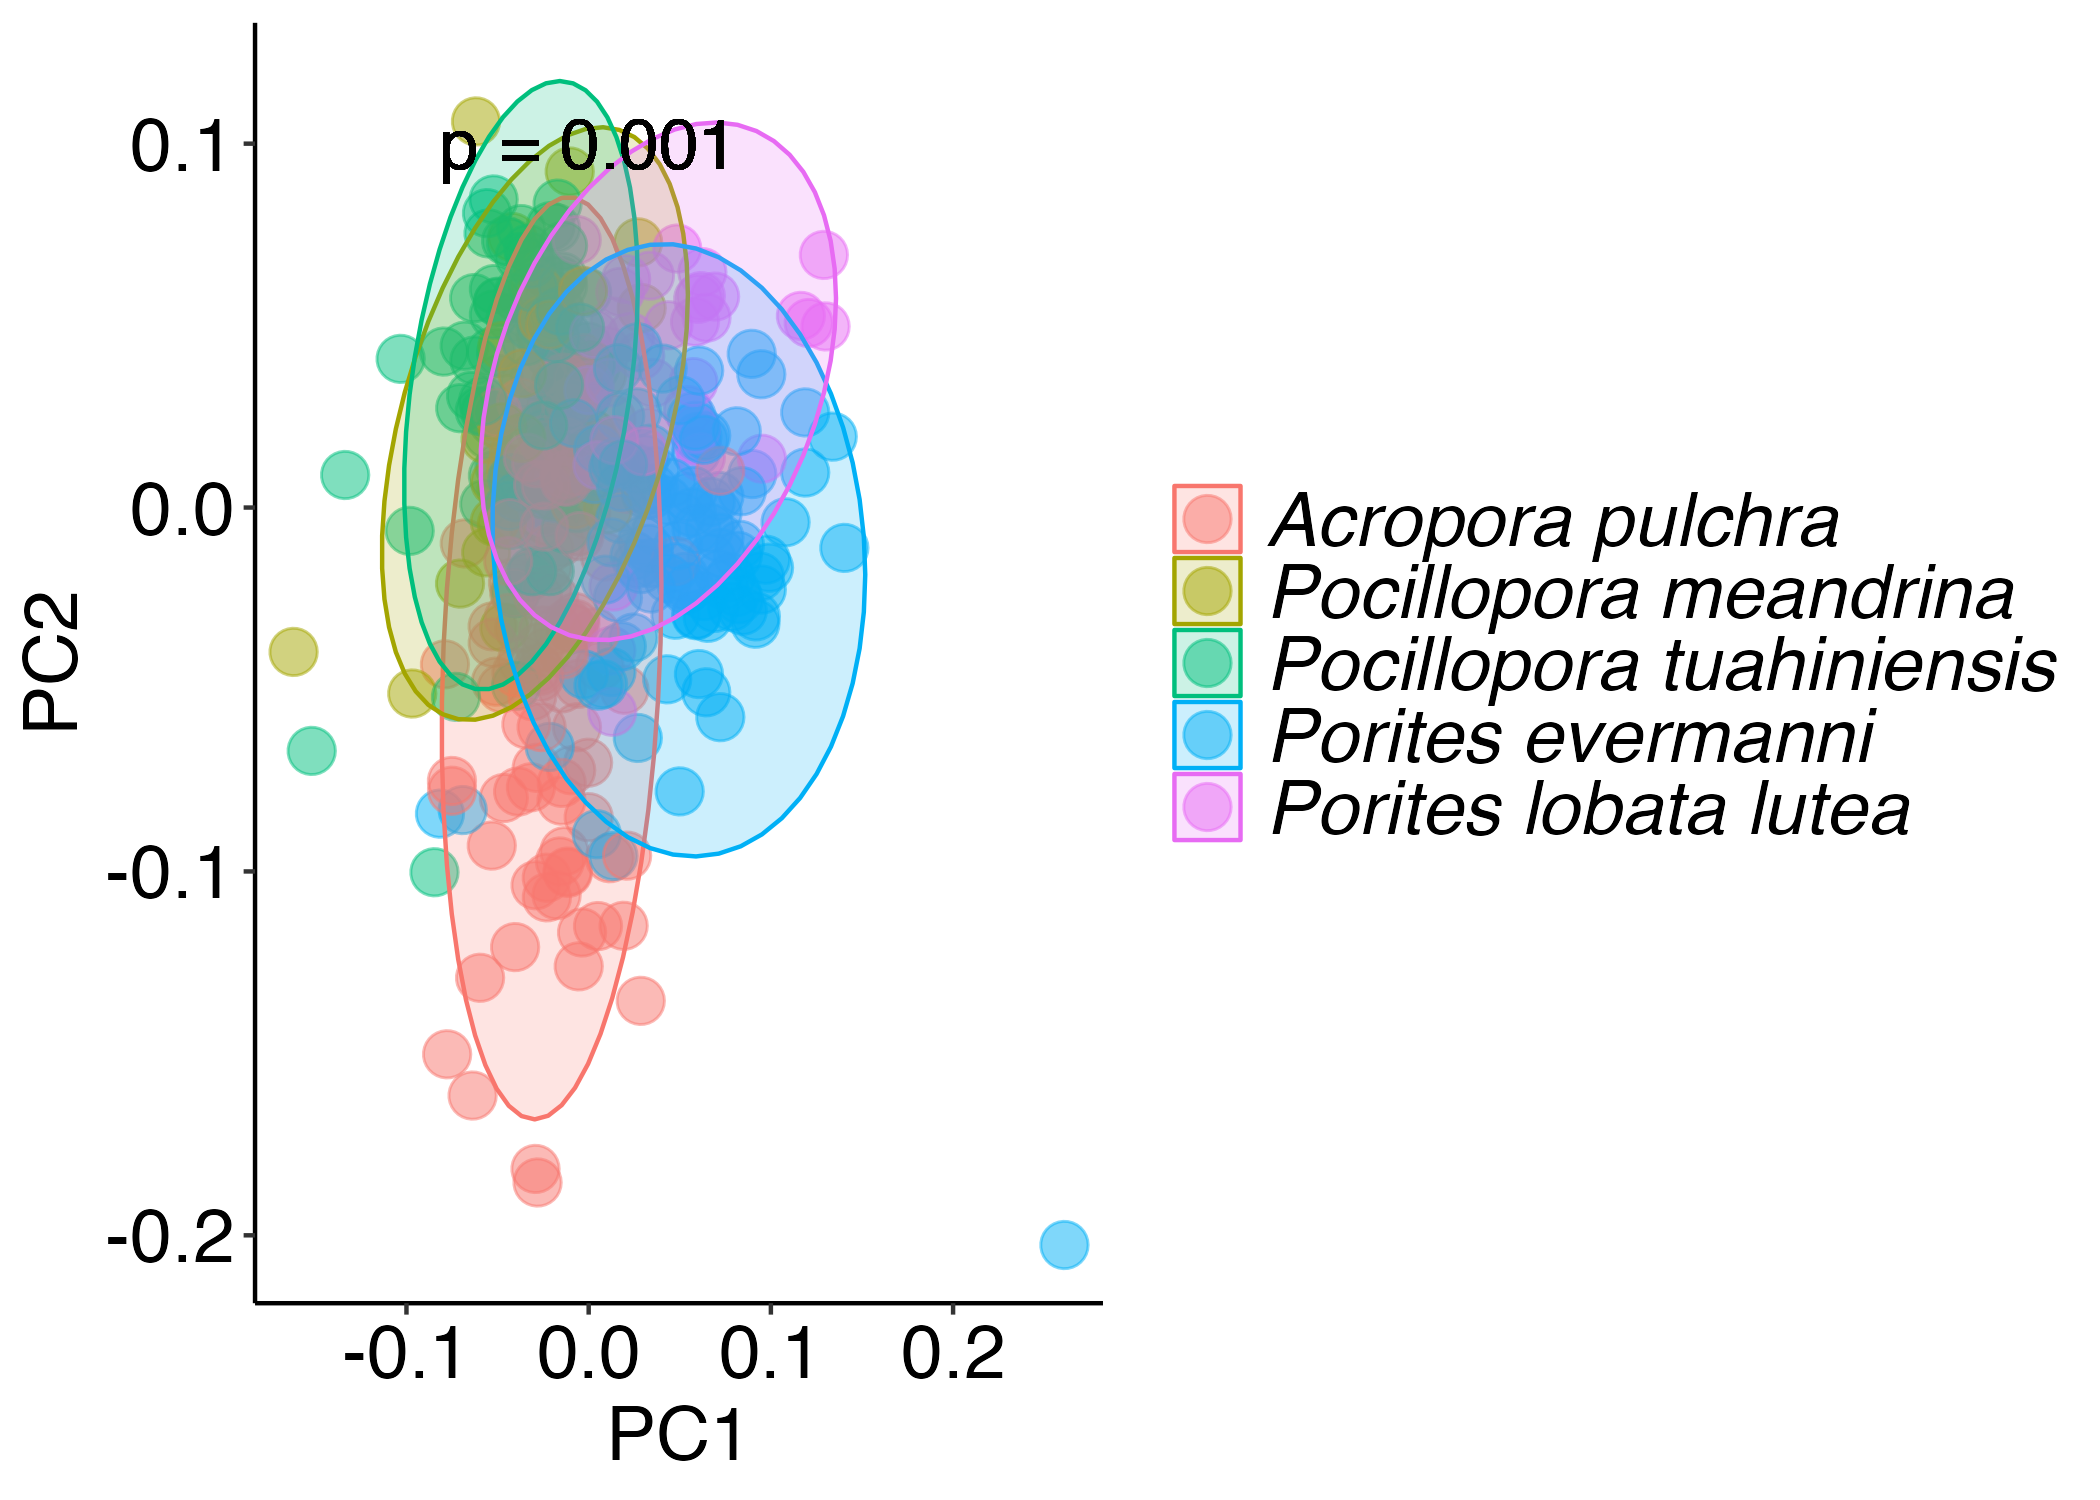 p = 0.001
0.1
0.0
-0.1
-0.2
PC2
-0.1 0.0 0.1 0.2
PC1
Acropora pulchra
Pocillopora meandrina
Pocillopora tuahiniensis
Porites evermanni
Porites lobata lutea